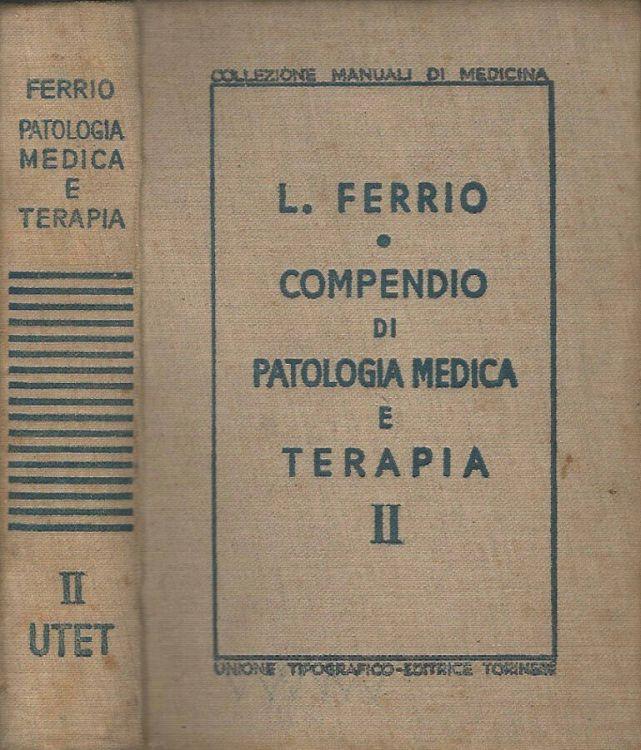 FERRIO
PATOLOGIA
MEDICA
E
TERAPIA
II
UTET
COLLEZIONE MANUALI DI MEDICINA
L. FERRIO
•
COMPENDIO
DI
PATOLOGIA MEDICA
E
TERAPIA
II
UNIONE TIPOGRAFICO-EDITRICE TORINESE